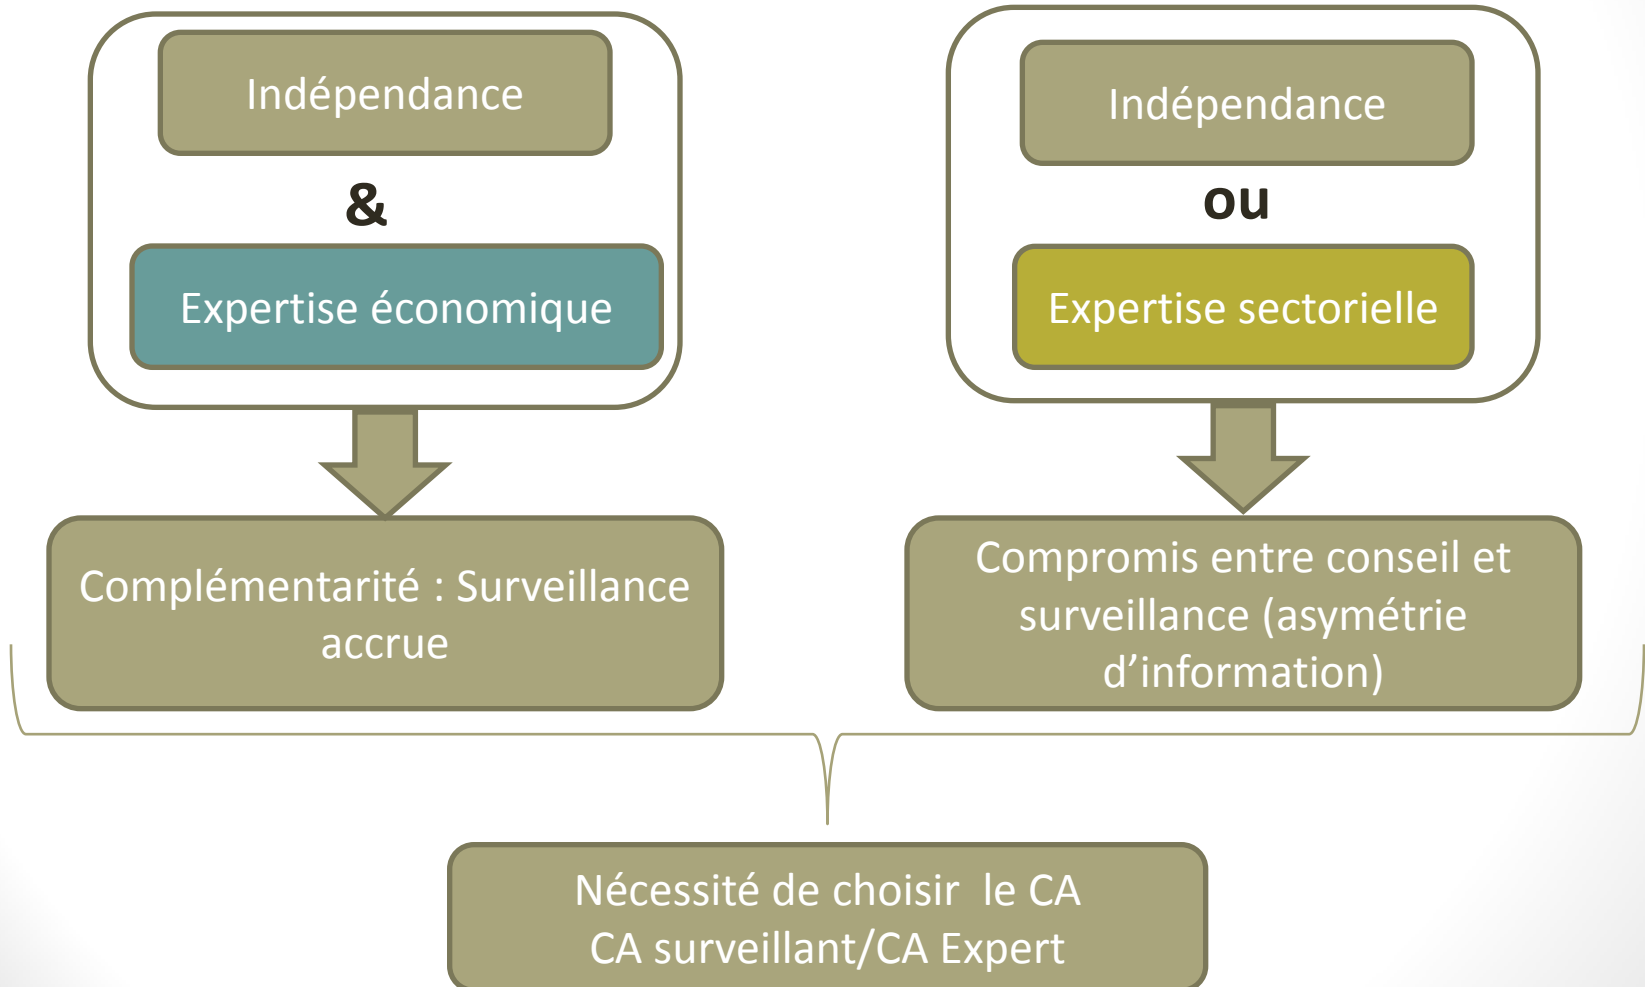 Indépendance
&
Expertise économique
Complémentarité : Surveillance
accrue
Indépendance
ou
Expertise sectorielle
Compromis entre conseil et
surveillance (asymétrie
d’information)
Nécessité de choisir  le CA
CA surveillant/CA Expert